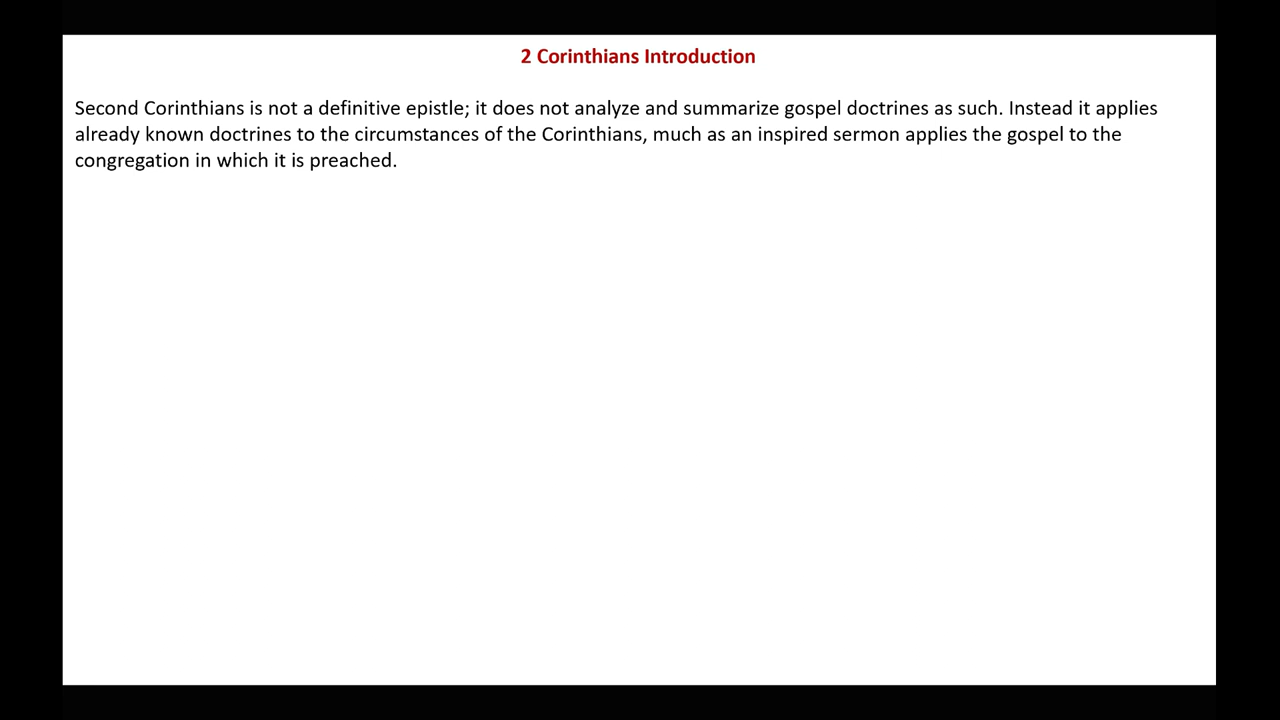 2 Corinthians Introduction
Second Corinthians is not a definitive epistle; it does not analyze and summarize gospel doctrines as such. Instead it applies
already known doctrines to the circumstances of the Corinthians, much as an inspired sermon applies the gospel to the
congregation in which it is preached.